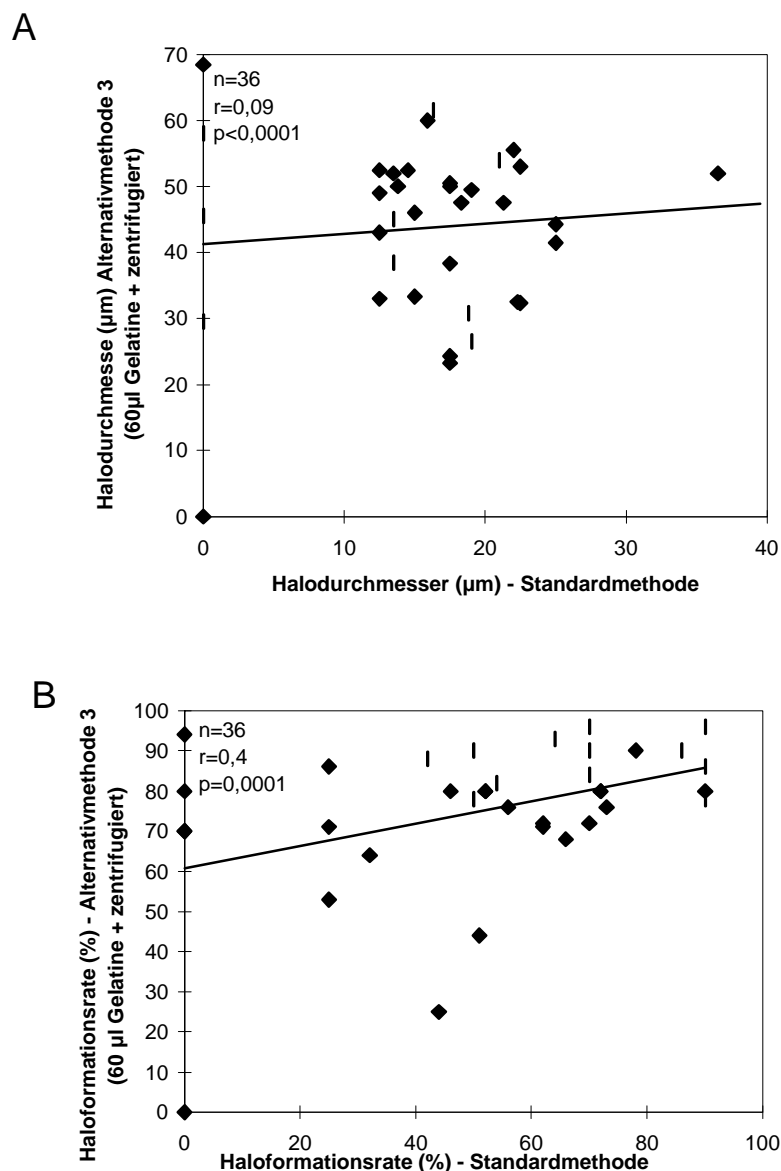 A
Halodurchmesse (µm) Alternativmethode 3
(60µl Gelatine + zentrifugiert)
70
60
50
40
30
20
10
0
n=36
r=0,09
p<0,0001
0
10
20
30
40
Halodurchmesser (µm) - Standardmethode
B
Haloformationsrate (%) - Alternativmethode 3
(60 µl Gelatine + zentrifugiert)
100
90
80
70
60
50
40
30
20
10
0
n=36
r=0,4
p=0,0001
0
20
40
60
80
100
Haloformationsrate (%) - Standardmethode